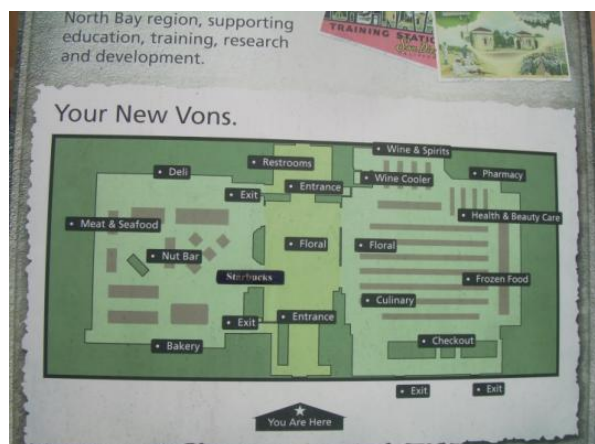 North Bay region, supporting
education, training, research
and development.
TRAINING STATION
Your New Vons.
• Wine & Spirits
• Restrooms
• Deli
• Wine Cooler
• Pharmacy
• Exit
• Entrance
• Meat & Seafood
• Health & Beauty Care
• Nut Bar
• Floral
• Floral
Starbucks
• Frozen Food
• Culinary
• Exit
• Entrance
• Bakery
• Checkout
• Exit
• Exit
You Are Here